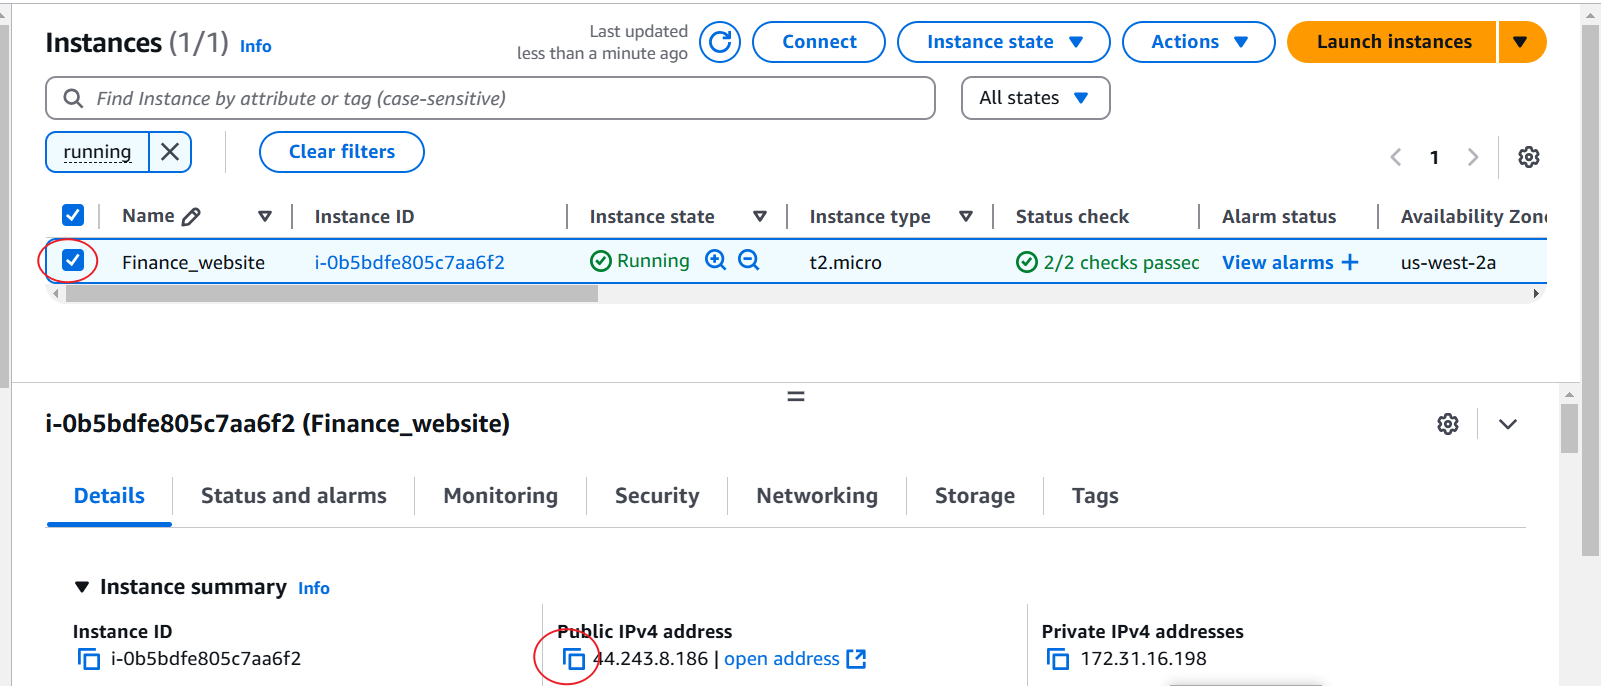 Instances (1/1) Info
Last updated
less than a minute ago
Connect
Instance state
Actions
Launch instances
Find Instance by attribute or tag (case-sensitive)
All states
running
Clear filters
1
Name Instance ID Instance state Instance type Status check Alarm status Availability Zone
Finance_website i-0b5bdfe805c7aa6f2 Running t2.micro 2/2 checks passed View alarms + us-west-2a
i-0b5bdfe805c7aa6f2 (Finance_website)
Details Status and alarms Monitoring Security Networking Storage Tags
Instance summary Info
Instance ID
i-0b5bdfe805c7aa6f2
Public IPv4 address
44.243.8.186 | open address
Private IPv4 addresses
172.31.16.198